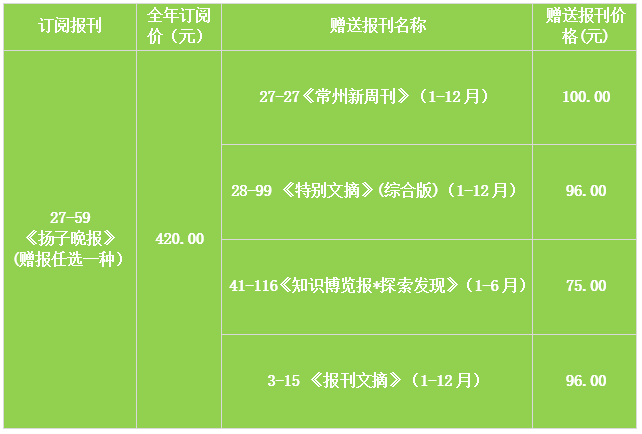 订阅报刊
全年订阅
价（元）
赠送报刊名称
赠送报刊价
格(元)
27-59
《扬子晚报》
(赠报任选一种）
420.00
27-27《常州新周刊》（1-12月）
100.00
28-99 《特别文摘》(综合版)（1-12月）
96.00
41-116《知识博览报*探索发现》（1-6月）
75.00
3-15 《报刊文摘》（1-12月）
96.00